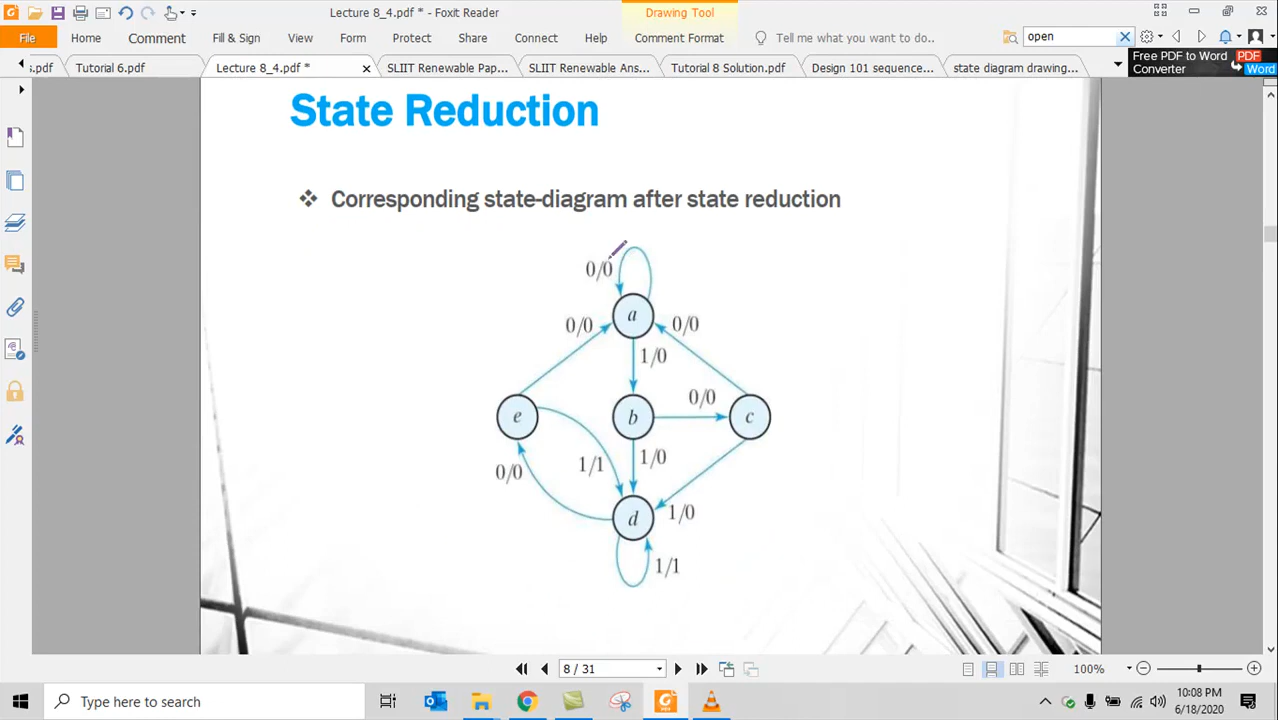 Lecture 8_4.pdf * - Foxit Reader
Drawing Tool
File
Home
Comment
Fill & Sign
View
Form
Protect
Share
Connect
Help
Comment Format
Tell me what you want to do..
open
s.pdf
Tutorial 6.pdf
Lecture 8_4.pdf *
SLIIT Renewable Pap...
SLIIT Renewable Ans...
Tutorial 8 Solution.pdf
Design 101 sequence...
state diagram drawing...
Free PDF to Word
Converter
PDF
Word
State Reduction
❖ Corresponding state-diagram after state reduction
0/0
a
0/0
0/0
1/0
0/0
e
b
c
1/0
1/1
0/0
1/0
d
1/1
8 / 31
100%
Type here to search
10:08 PM
6/18/2020